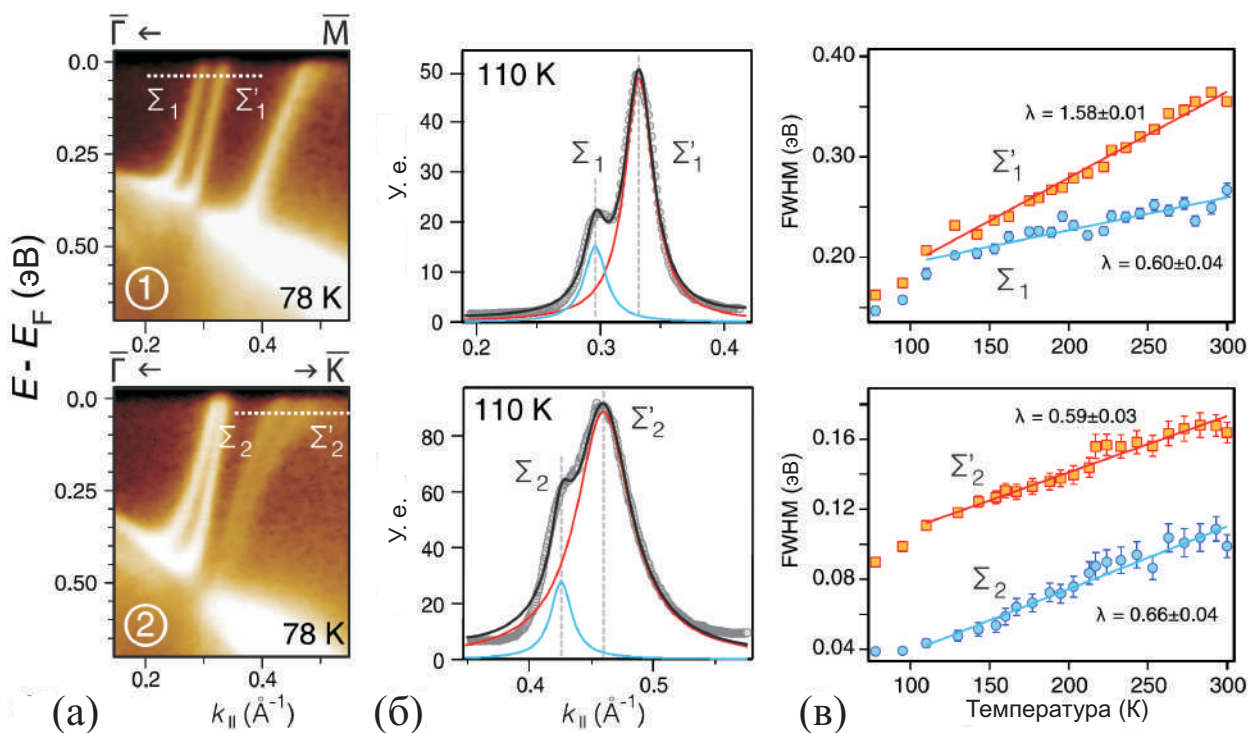 Γ̅ ← M̅
0.0
Σ₁ Σ'₁
0.25
0.50
① 78 K
0.2 0.4
Γ̅ ← → K̅
0.0
Σ₂ Σ'₂
0.25
0.50
② 78 K
0.2 0.4
E - E_F (эВ)
(а) k_∥ (Å⁻¹)
110 K
50
40
30
20
10
0
У. е.
Σ₁ Σ'₁
0.2 0.3 0.4
110 K
80
60
40
20
0
У. е.
Σ₂ Σ'₂
0.4 0.5
(б) k_∥ (Å⁻¹)
0.40
0.30
0.20
FWHM (эВ)
λ = 1.58±0.01
Σ'₁
Σ₁
λ = 0.60±0.04
100 150 200 250 300
0.16
0.12
0.08
0.04
FWHM (эВ)
λ = 0.59±0.03
Σ'₂
Σ₂
λ = 0.66±0.04
100 150 200 250 300
(в) Температура (К)